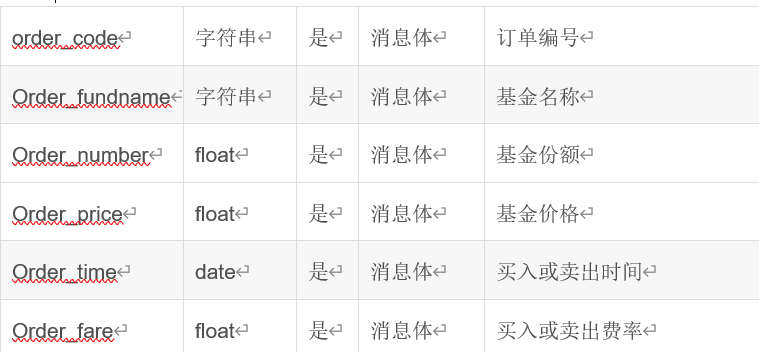 order_code 字符串 是 消息体 订单编号
Order_fundname 字符串 是 消息体 基金名称
Order_number float 是 消息体 基金份额
Order_price float 是 消息体 基金价格
Order_time date 是 消息体 买入或卖出时间
Order_fare float 是 消息体 买入或卖出费率